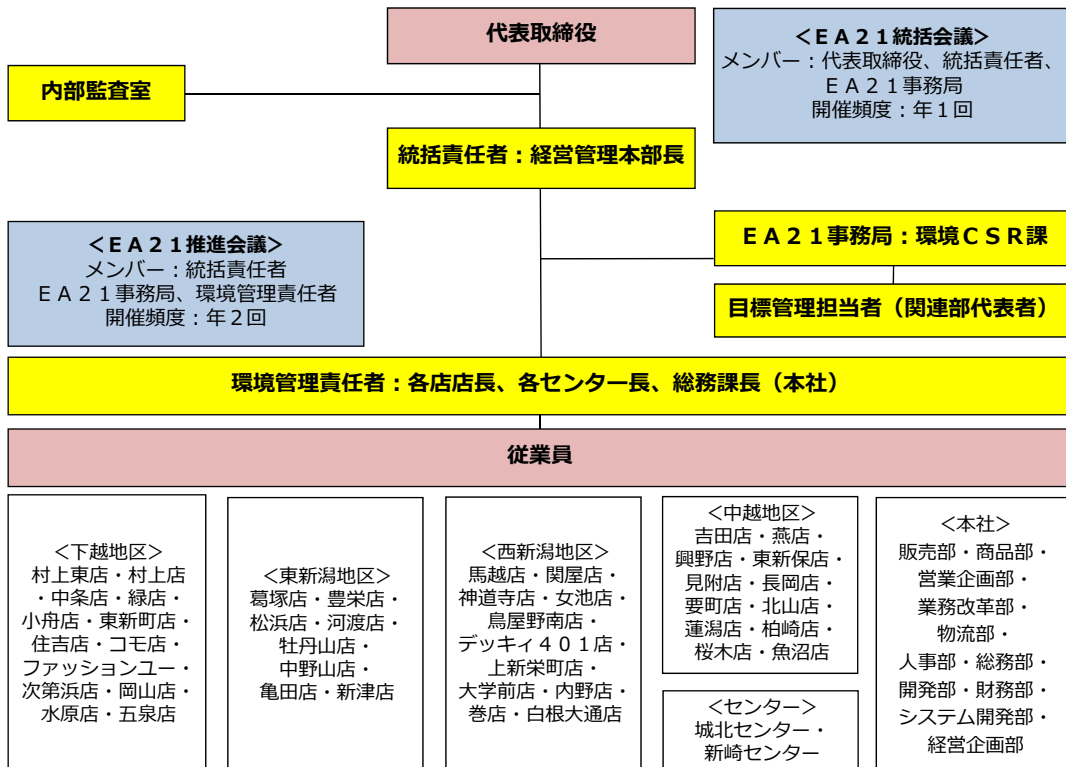 代表取締役
＜ＥＡ２１統括会議＞
メンバー：代表取締役、統括責任者、
ＥＡ２１事務局
開催頻度：年１回
内部監査室
統括責任者：経営管理本部長
＜ＥＡ２１推進会議＞
メンバー：統括責任者
ＥＡ２１事務局、環境管理責任者
開催頻度：年２回
ＥＡ２１事務局：環境ＣＳＲ課
目標管理担当者（関連部代表者）
環境管理責任者：各店店長、各センター長、総務課長（本社）
従業員
＜下越地区＞
村上東店・村上店
・中条店・緑店・
小舟店・東新町店・
住吉店・コモ店・
ファッションユー・
次第浜店・岡山店・
水原店・五泉店
＜東新潟地区＞
葛塚店・豊栄店・
松浜店・河渡店・
牡丹山店・
中野山店・
亀田店・新津店
＜西新潟地区＞
馬越店・関屋店・
神道寺店・女池店・
鳥屋野南店・
デッキィ４０１店・
上新栄町店・
大学前店・内野店・
巻店・白根大通店
＜中越地区＞
吉田店・燕店・
興野店・東新保店・
見附店・長岡店・
要町店・北山店・
蓮潟店・柏崎店・
桜木店・魚沼店
＜センター＞
城北センター・
新崎センター
＜本社＞
販売部・商品部・
営業企画部・
業務改革部・
物流部・
人事部・総務部・
開発部・財務部・
システム開発部・
経営企画部